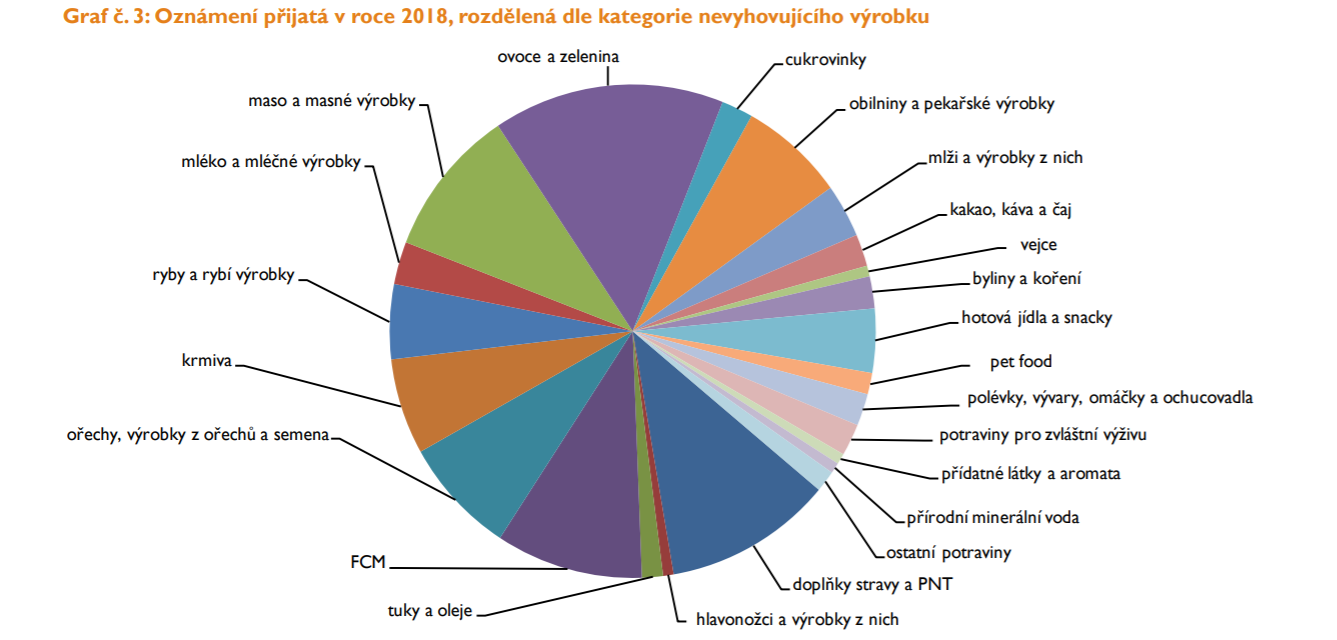 Graf č. 3: Oznámení přijatá v roce 2018, rozdělená dle kategorie nevyhovujícího výrobku
ovoce a zelenina
cukrovinky
maso a masné výrobky
obilniny a pekařské výrobky
mléko a mléčné výrobky
mlži a výrobky z nich
kakao, káva a čaj
vejce
ryby a rybí výrobky
byliny a koření
hotová jídla a snacky
krmiva
pet food
polévky, vývary, omáčky a ochucovadla
ořechy, výrobky z ořechů a semena
potraviny pro zvláštní výživu
přídatné látky a aromata
přírodní minerální voda
ostatní potraviny
FCM
doplňky stravy a PNT
tuky a oleje
hlavonožci a výrobky z nich